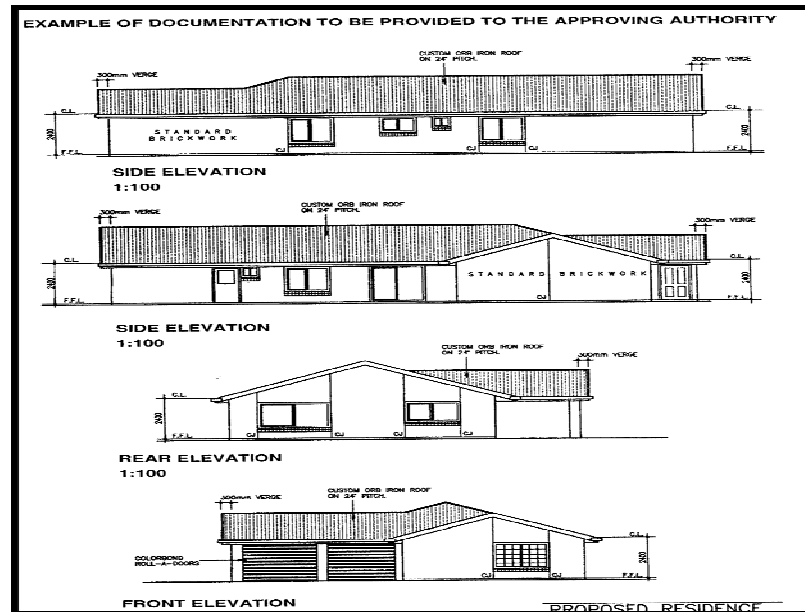 EXAMPLE OF DOCUMENTATION TO BE PROVIDED TO THE APPROVING AUTHORITY
CUSTOM ORB IRON ROOF
ON 24° PITCH.
300mm VERGE
300mm VERGE
C.L.
C.L.
2400
2400
STANDARD
BRICKWORK
F.F.L.
CJ
CJ
F.F.L.
SIDE ELEVATION
1:100
CUSTOM ORB IRON ROOF
ON 24° PITCH.
300mm VERGE
300mm VERGE
C.L.
C.L.
2400
2400
STANDARD BRICKWORK
F.F.L.
CJ
F.F.L.
SIDE ELEVATION
1:100
CUSTOM ORB IRON ROOF
ON 24° PITCH.
300mm VERGE
C.L.
2400
F.F.L.
CJ
CJ
CJ
CJ
REAR ELEVATION
1:100
CUSTOM ORB IRON ROOF
ON 24° PITCH.
300mm VERGE
C.L.
2400
COLORBOND
ROLL-A-DOORS
CJ
CJ
F.F.L.
FRONT ELEVATION
PROPOSED RESIDENCE